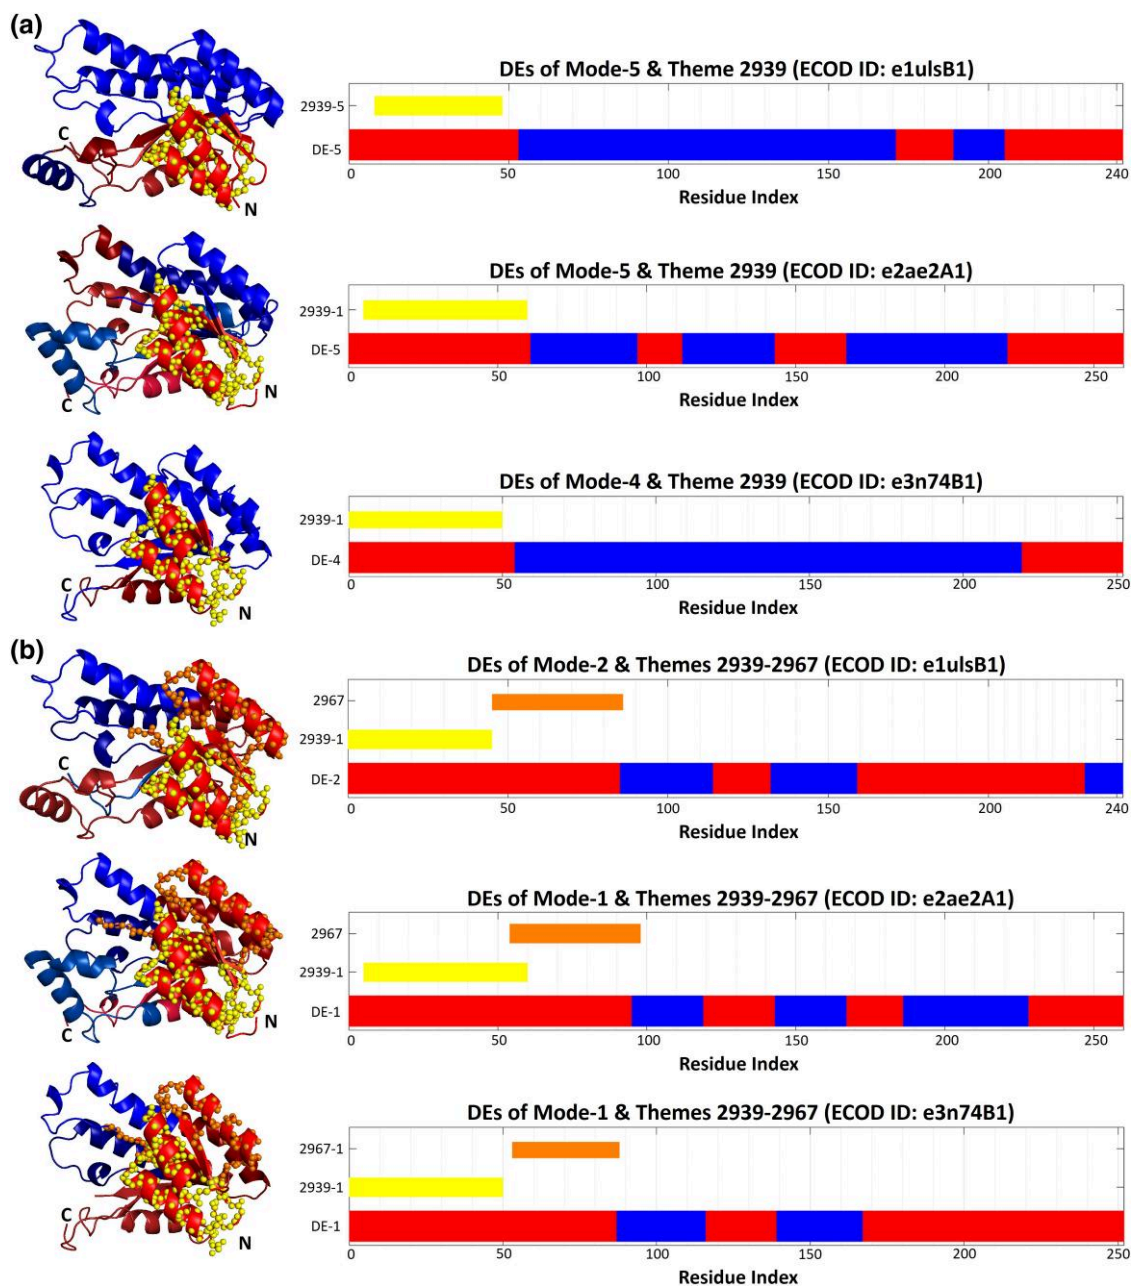 (a)
DEs of Mode-5 & Theme 2939 (ECOD ID: e1ulsB1)
2939-5
DE-5
C
N
0 50 100 150 200 240
Residue Index
DEs of Mode-5 & Theme 2939 (ECOD ID: e2ae2A1)
2939-1
DE-5
C
N
0 50 100 150 200 250
Residue Index
DEs of Mode-4 & Theme 2939 (ECOD ID: e3n74B1)
2939-1
DE-4
C
N
0 50 100 150 200 250
Residue Index
(b)
DEs of Mode-2 & Themes 2939-2967 (ECOD ID: e1ulsB1)
2967
2939-1
DE-2
C
N
0 50 100 150 200 240
Residue Index
DEs of Mode-1 & Themes 2939-2967 (ECOD ID: e2ae2A1)
2967
2939-1
DE-1
C
N
0 50 100 150 200 250
Residue Index
DEs of Mode-1 & Themes 2939-2967 (ECOD ID: e3n74B1)
2967-1
2939-1
DE-1
C
N
0 50 100 150 200 250
Residue Index